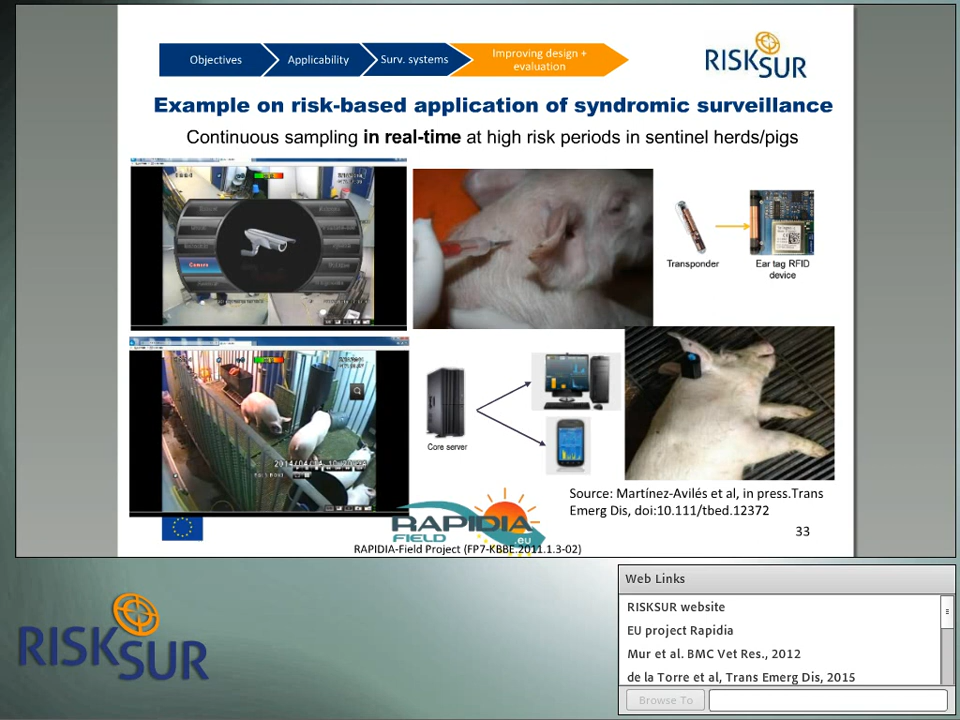 Objectives
Applicability
Surv. systems
Improving design +
evaluation
RISKSUR
Example on risk-based application of syndromic surveillance
Continuous sampling in real-time at high risk periods in sentinel herds/pigs
Camera
Transponder
Ear tag RFID
device
Core server
Source: Martínez-Avilés et al, in press.Trans
Emerg Dis, doi:10.111/tbed.12372
33
RAPIDIA
FIELD
.eu
RAPIDIA-Field Project (FP7-KBBE.2011.1.3-02)
RISKSUR
Web Links
RISKSUR website
EU project Rapidia
Mur et al. BMC Vet Res., 2012
de la Torre et al, Trans Emerg Dis, 2015
Browse To